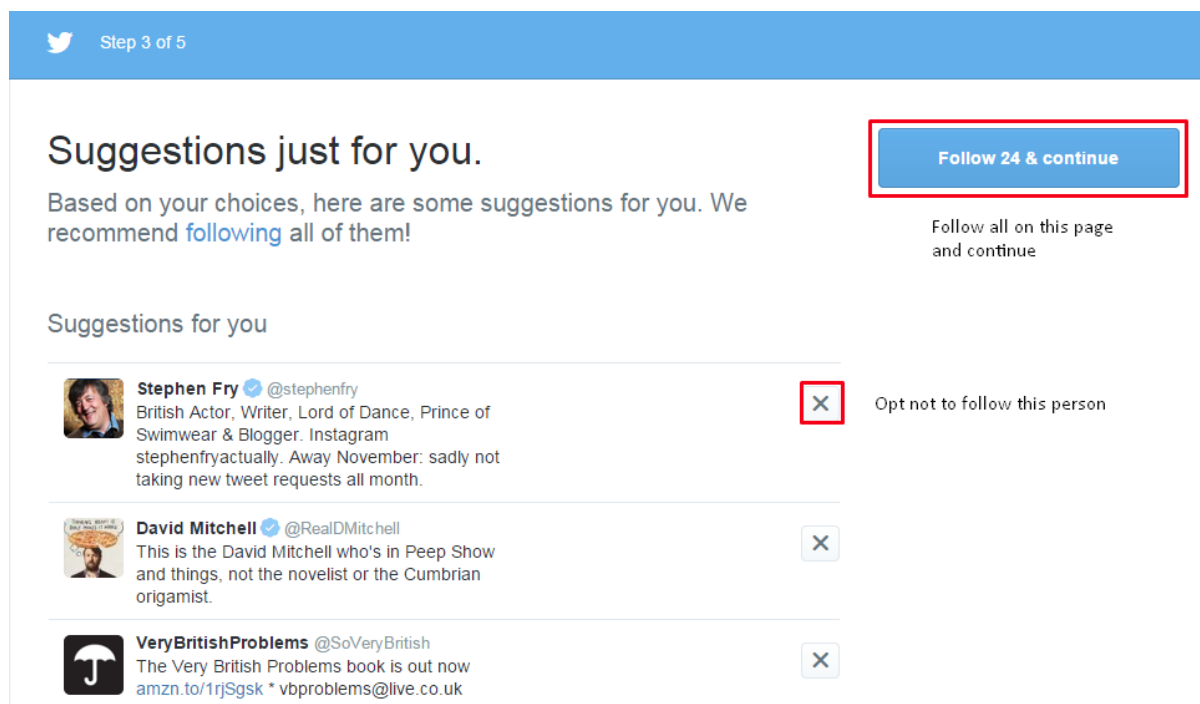 Step 3 of 5
Suggestions just for you.
Follow 24 & continue
Based on your choices, here are some suggestions for you. We
recommend following all of them!
Follow all on this page
and continue
Suggestions for you
Stephen Fry @stephenfry
British Actor, Writer, Lord of Dance, Prince of
Swimwear & Blogger. Instagram
stephenfryactually. Away November: sadly not
taking new tweet requests all month.
Opt not to follow this person
David Mitchell @RealDMitchell
This is the David Mitchell who's in Peep Show
and things, not the novelist or the Cumbrian
origamist.
VeryBritishProblems @SoVeryBritish
The Very British Problems book is out now
amzn.to/1rjSgsk * vbproblems@live.co.uk